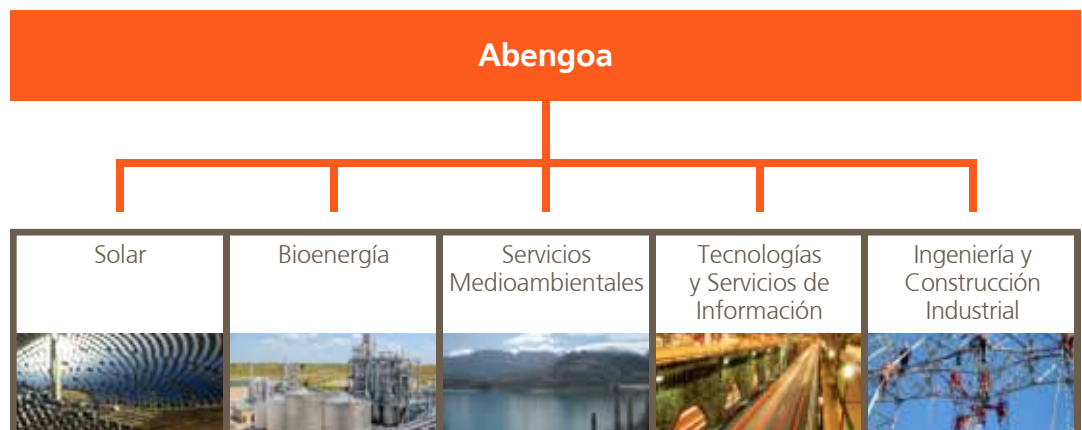 Abengoa
Solar
Bioenergía
Servicios
Medioambientales
Tecnologías
y Servicios de
Información
Ingeniería y
Construcción
Industrial